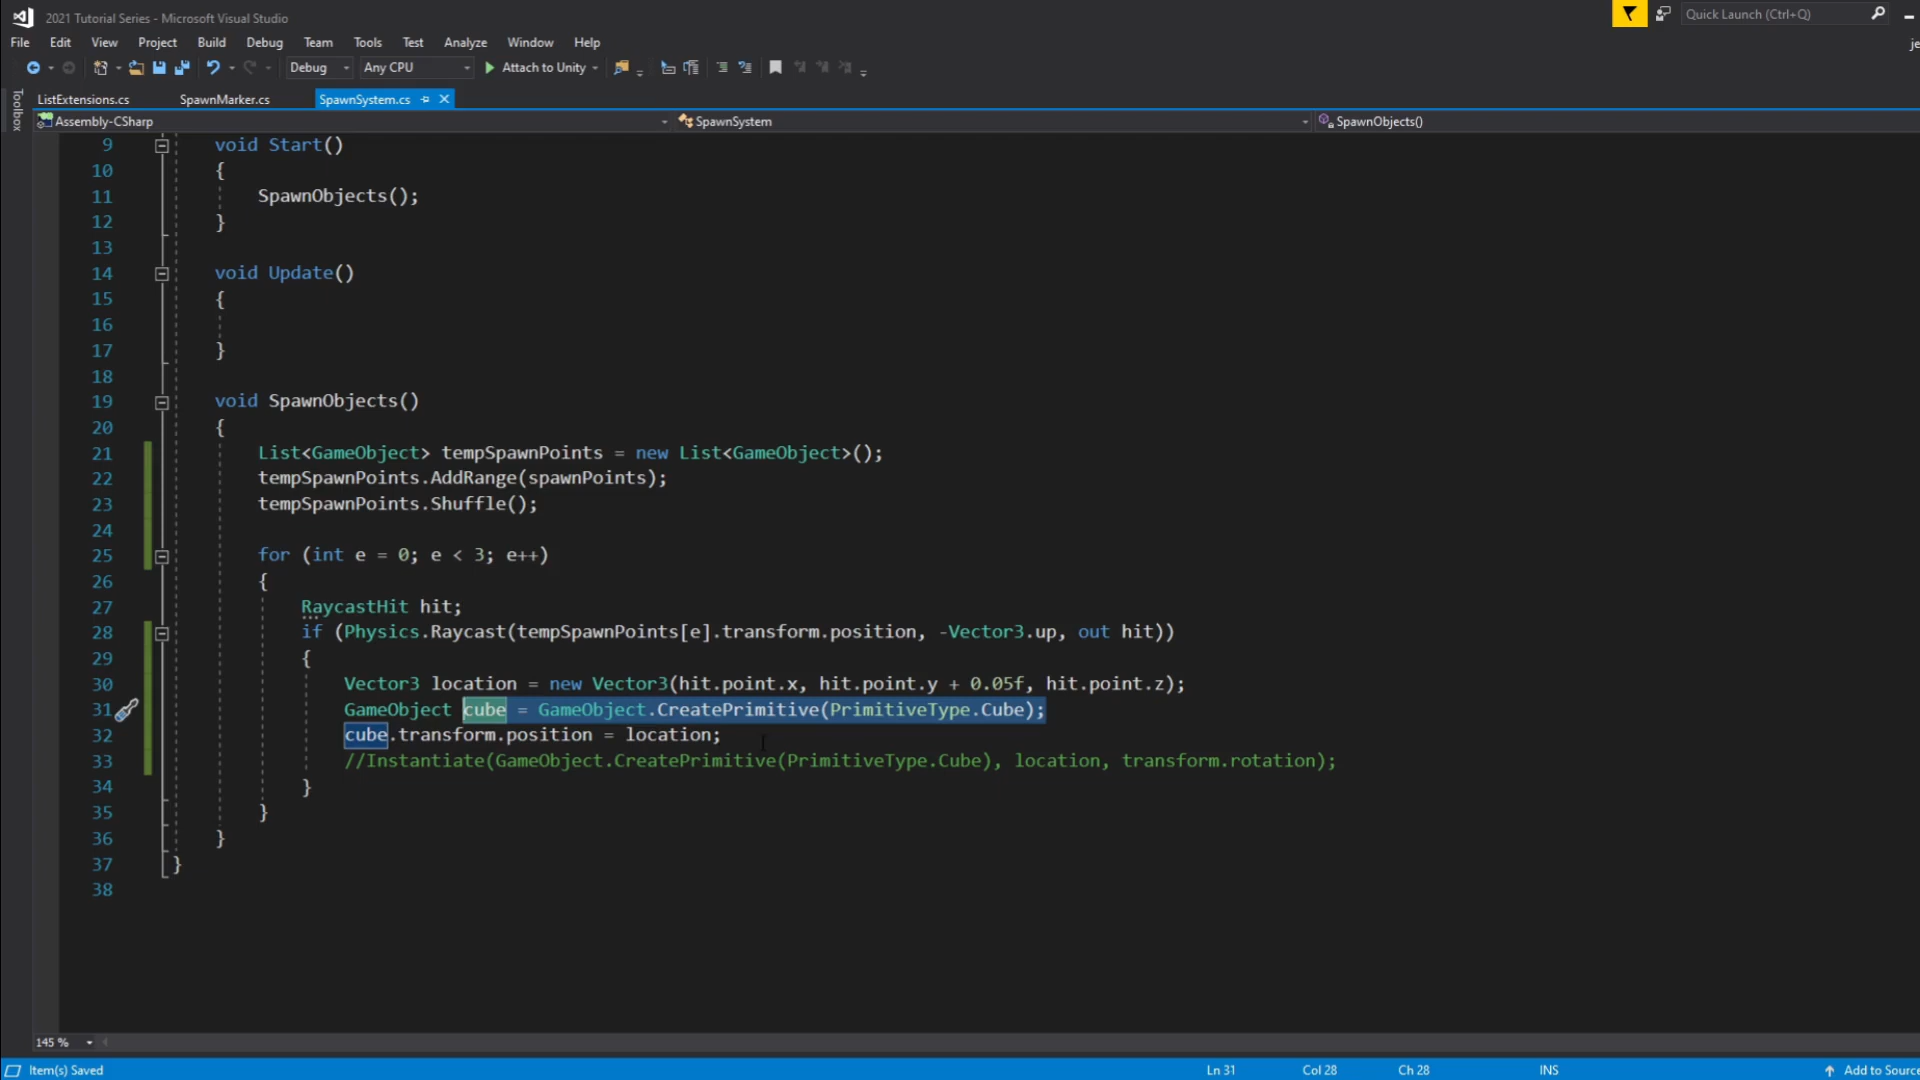 2021 Tutorial Series - Microsoft Visual Studio
Quick Launch (Ctrl+Q)
File Edit View Project Build Debug Team Tools Test Analyze Window Help
je
Debug Any CPU Attach to Unity
Toolbox
ListExtensions.cs SpawnMarker.cs SpawnSystem.cs
Assembly-CSharp SpawnSystem SpawnObjects()
9 void Start()
10 {
11 SpawnObjects();
12 }
13
14 void Update()
15 {
16
17 }
18
19 void SpawnObjects()
20 {
21 List<GameObject> tempSpawnPoints = new List<GameObject>();
22 tempSpawnPoints.AddRange(spawnPoints);
23 tempSpawnPoints.Shuffle();
24
25 for (int e = 0; e < 3; e++)
26 {
27 RaycastHit hit;
28 if (Physics.Raycast(tempSpawnPoints[e].transform.position, -Vector3.up, out hit))
29 {
30 Vector3 location = new Vector3(hit.point.x, hit.point.y + 0.05f, hit.point.z);
31 GameObject cube = GameObject.CreatePrimitive(PrimitiveType.Cube);
32 cube.transform.position = location;
33 //Instantiate(GameObject.CreatePrimitive(PrimitiveType.Cube), location, transform.rotation);
34 }
35 }
36 }
37 }
38
145 %
Item(s) Saved Ln 31 Col 28 Ch 28 INS Add to Source